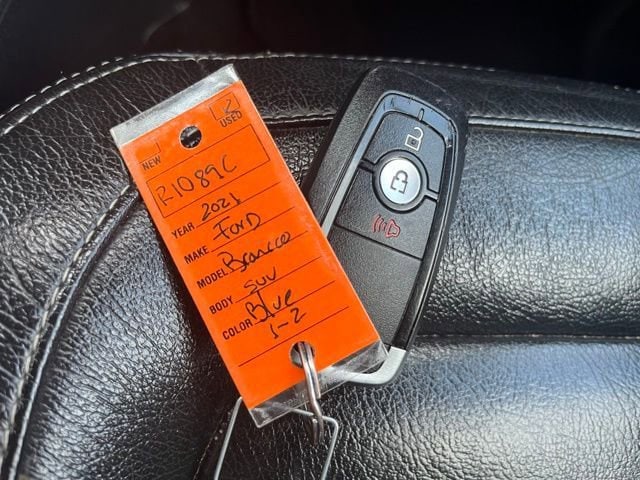 NEW 2 USED
R1089C
YEAR 2021
MAKE Ford
MODEL Bronco
BODY SUV
COLOR Blue
1-2